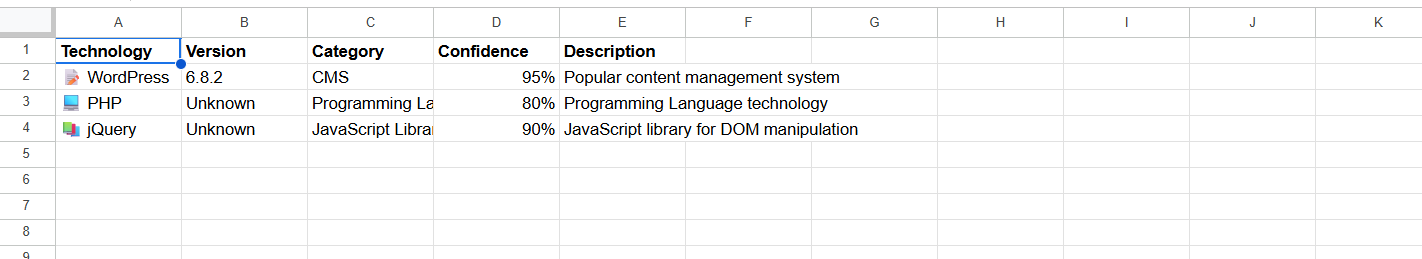 A B C D E F G H I J K
1 Technology Version Category Confidence Description
2 📝 WordPress 6.8.2 CMS 95% Popular content management system
3 💻 PHP Unknown Programming La 80% Programming Language technology
4 📚 jQuery Unknown JavaScript Librar 90% JavaScript library for DOM manipulation
5
6
7
8
9